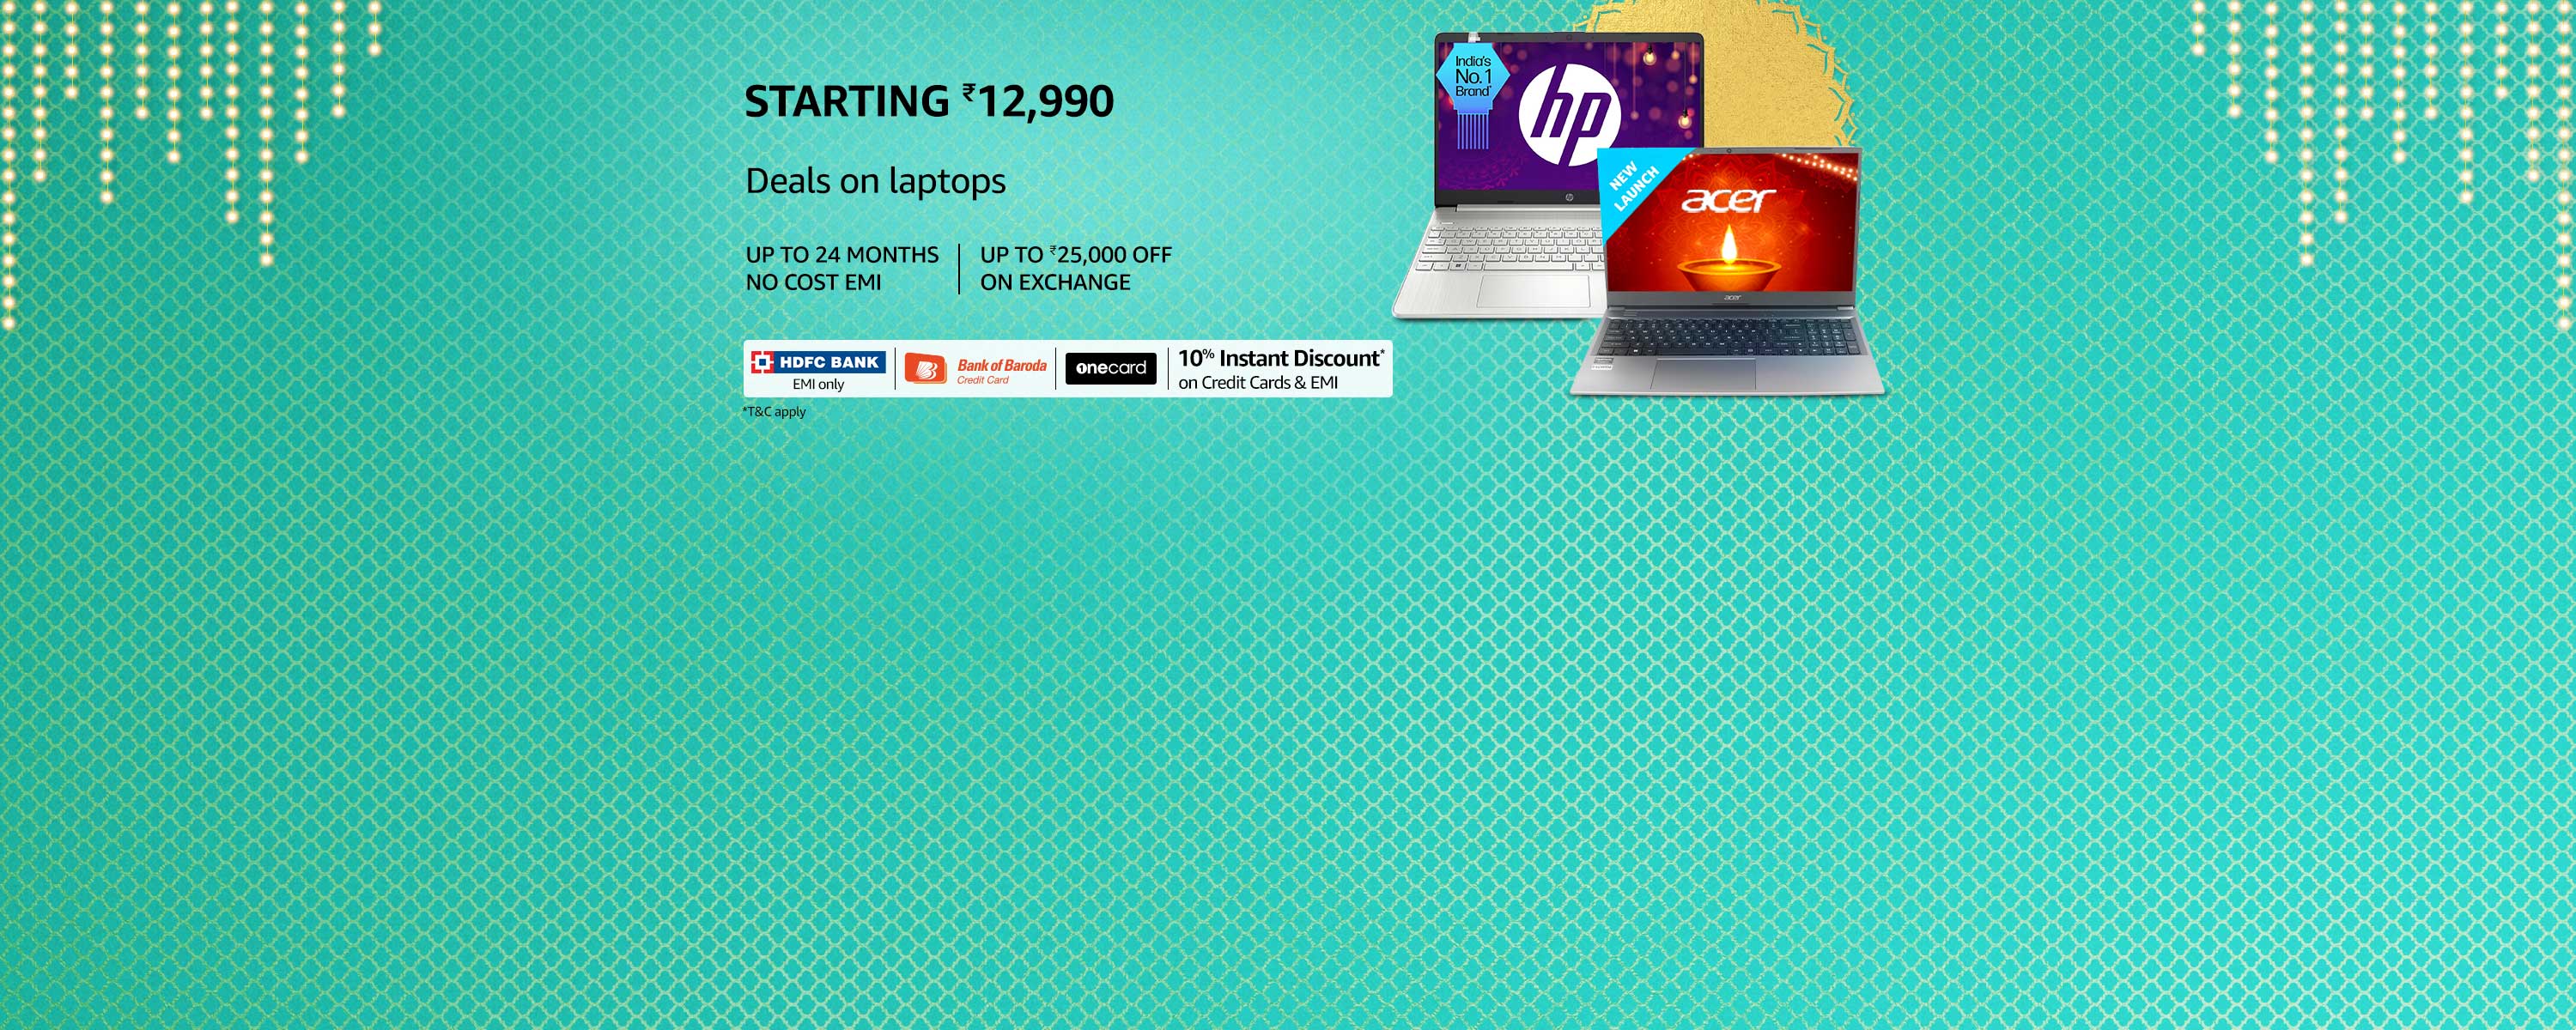 STARTING ₹12,990
Deals on laptops
UP TO 24 MONTHS
NO COST EMI
UP TO ₹25,000 OFF
ON EXCHANGE
HDFC BANK
EMI only
Bank of Baroda
Credit Card
onecard
10% Instant Discount*
on Credit Cards & EMI
*T&C apply
India's
No.1
Brand*
hp
NEW
LAUNCH
acer
acer